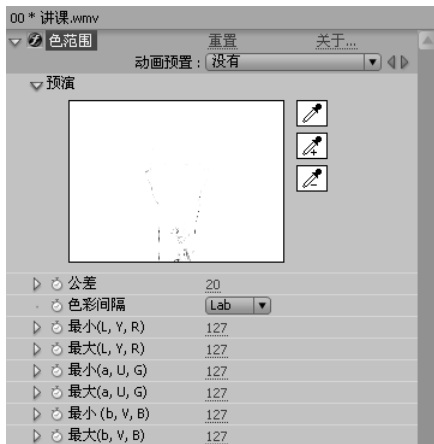 00 * 讲课.wmv
色范围 重置 关于...
动画预置： 没有
预演
公差 20
色彩间隔 Lab
最小(L, Y, R) 127
最大(L, Y, R) 127
最小(a, U, G) 127
最大(a, U, G) 127
最小 (b, V, B) 127
最大(b, V, B) 127